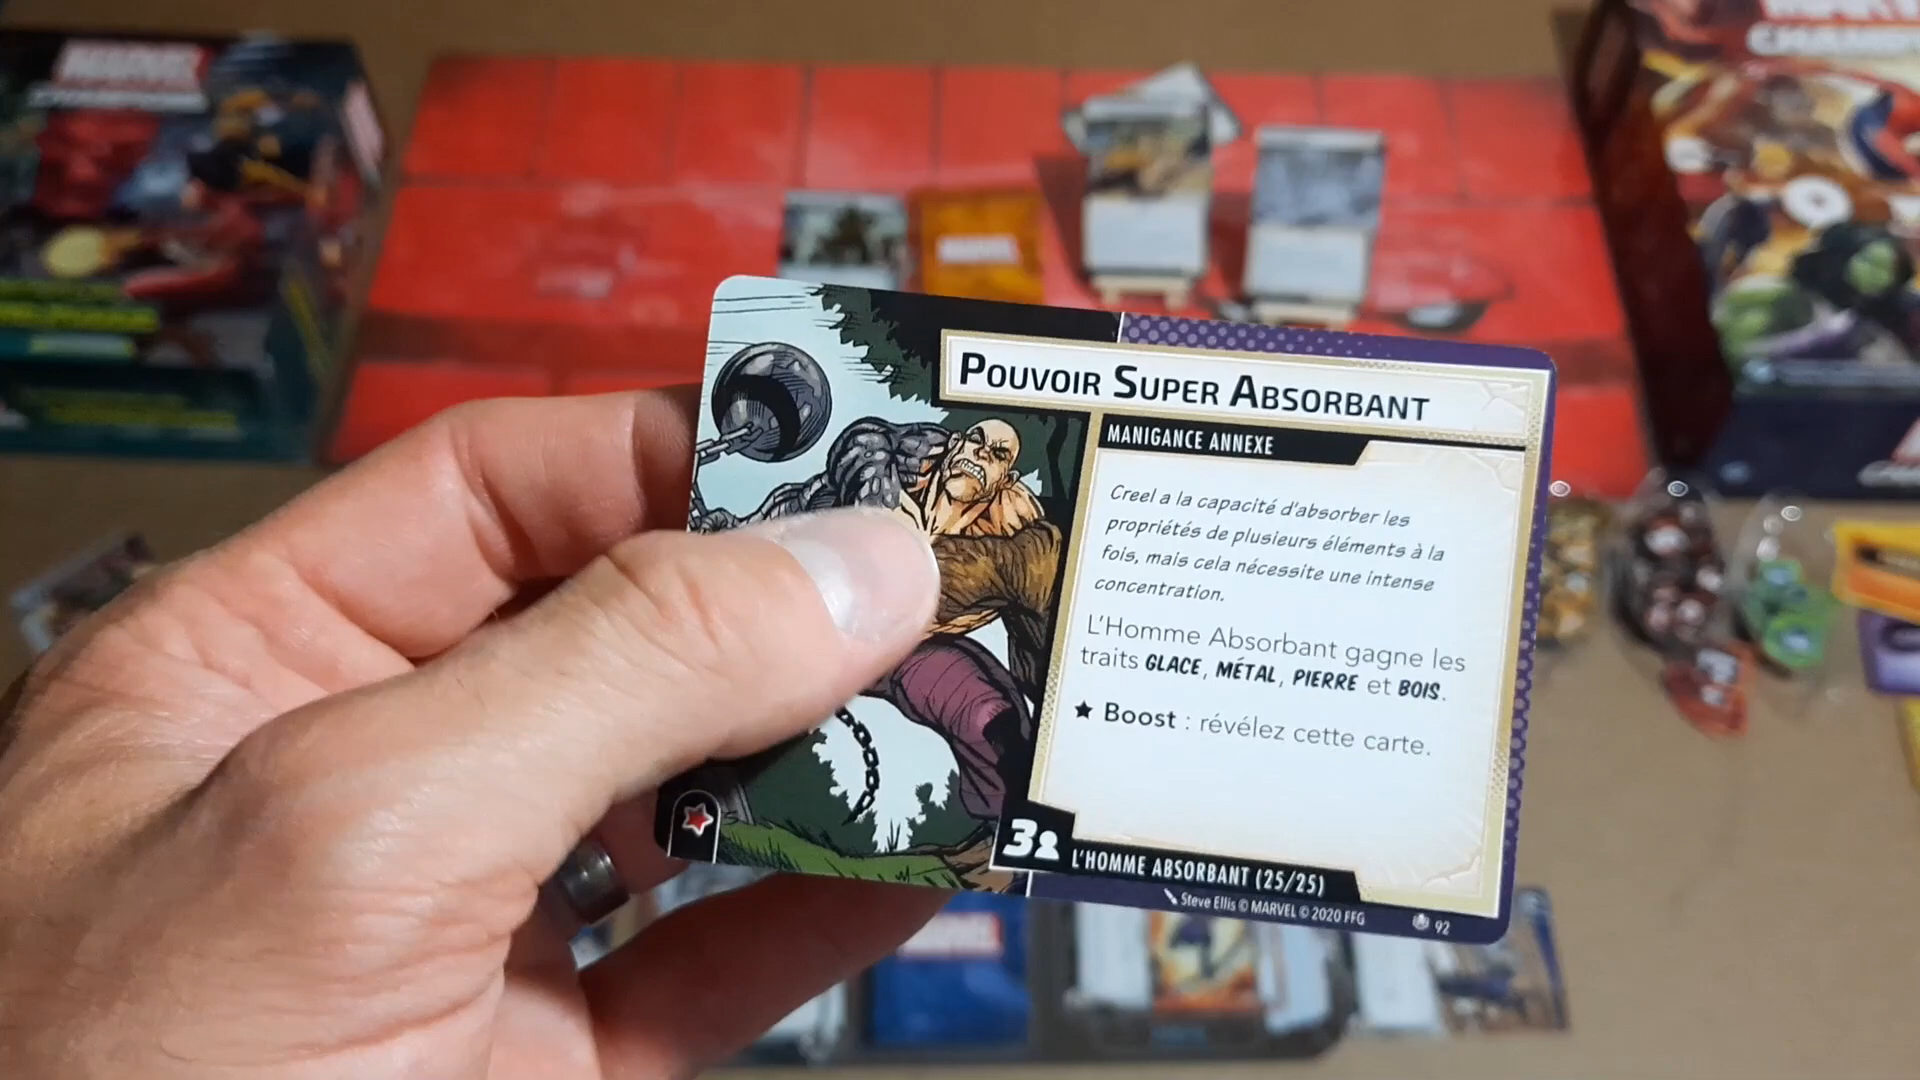 MARVEL
POUVOIR SUPER ABSORBANT
MANIGANCE ANNEXE
Creel a la capacité d'absorber les
propriétés de plusieurs éléments à la
fois, mais cela nécessite une intense
concentration.
L'Homme Absorbant gagne les
traits GLACE, MÉTAL, PIERRE et BOIS.
★ Boost : révélez cette carte.
3
L'HOMME ABSORBANT (25/25)
Steve Ellis © MARVEL © 2020 FFG
92
MARVEL